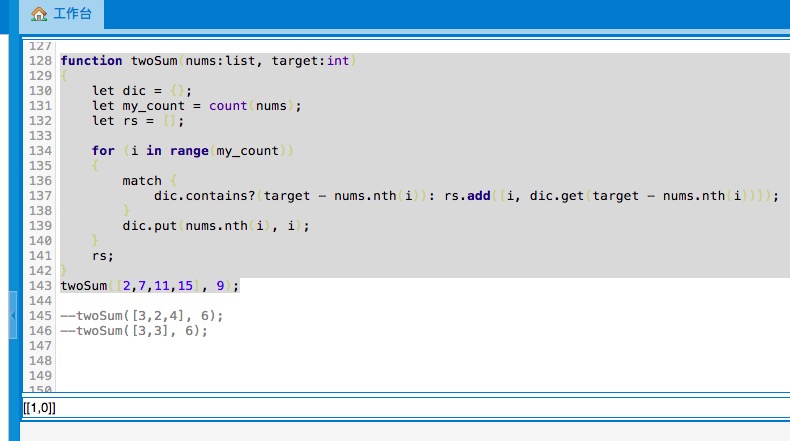 工作台
127
128 function twoSum(nums:list, target:int)
129 {
130     let dic = {};
131     let my_count = count(nums);
132     let rs = [];
133
134     for (i in range(my_count))
135     {
136         match {
137             dic.contains?(target - nums.nth(i)): rs.add([i, dic.get(target - nums.nth(i))]);
138         }
139         dic.put(nums.nth(i), i);
140     }
141     rs;
142 }
143 twoSum([2,7,11,15], 9);
144
145 --twoSum([3,2,4], 6);
146 --twoSum([3,3], 6);
147
148
149
150
[[1,0]]